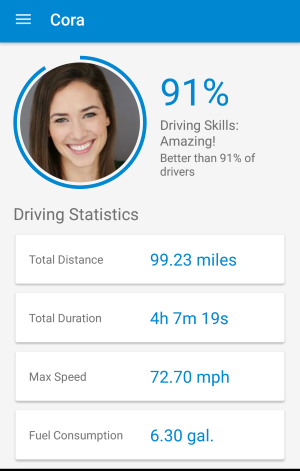 Cora
91%
Driving Skills:
Amazing!
Better than 91% of
drivers
Driving Statistics
Total Distance 99.23 miles
Total Duration 4h 7m 19s
Max Speed 72.70 mph
Fuel Consumption 6.30 gal.